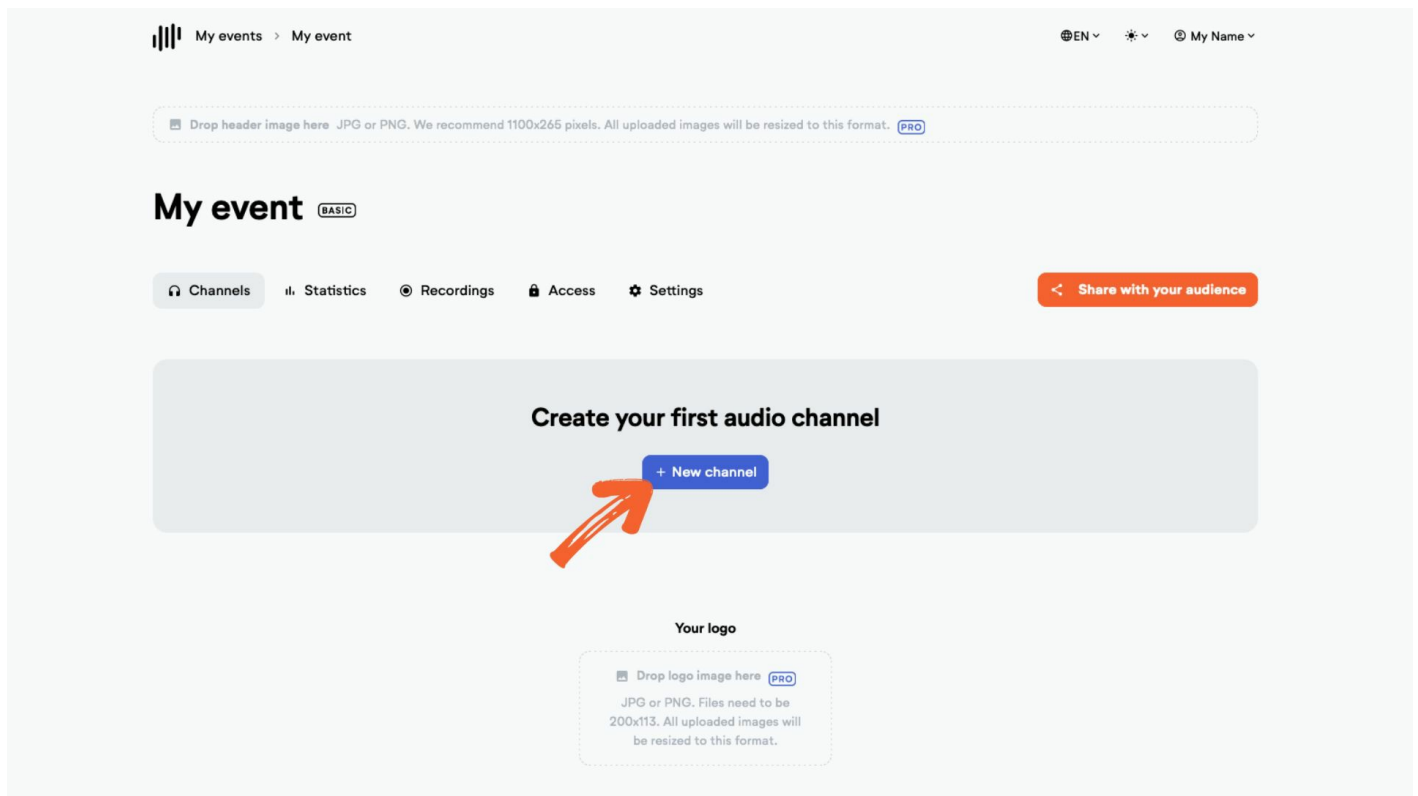 My events > My event
EN
My Name
Drop header image here JPG or PNG. We recommend 1100x265 pixels. All uploaded images will be resized to this format. PRO
My event BASIC
Channels Statistics Recordings Access Settings
Share with your audience
Create your first audio channel
+ New channel
Your logo
Drop logo image here PRO
JPG or PNG. Files need to be
200x113. All uploaded images will
be resized to this format.